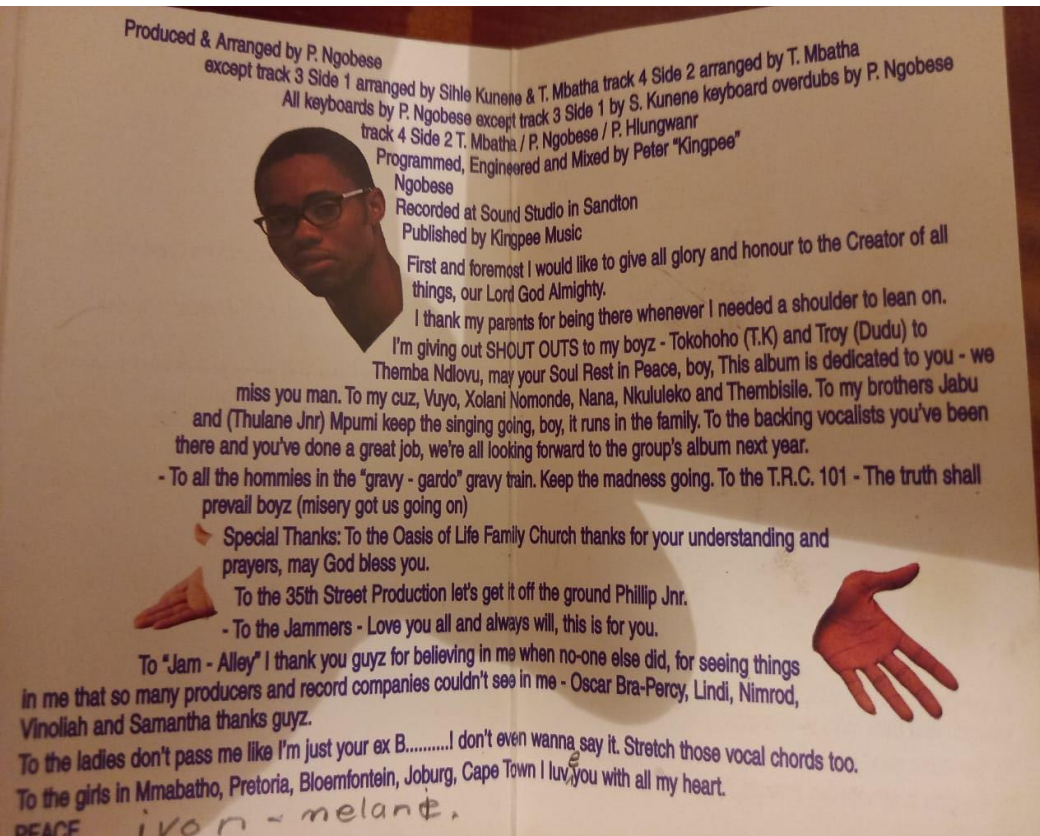 Produced & Arranged by P. Ngobese
except track 3 Side 1 arranged by Sihle Kunene & T. Mbatha track 4 Side 2 arranged by T. Mbatha
All keyboards by P. Ngobese except track 3 Side 1 by S. Kunene keyboard overdubs by P. Ngobese
track 4 Side 2 T. Mbatha / P. Ngobese / P. Hlungwanr
Programmed, Engineered and Mixed by Peter "Kingpee"
Ngobese
Recorded at Sound Studio in Sandton
Published by Kingpee Music
First and foremost I would like to give all glory and honour to the Creator of all
things, our Lord God Almighty.
I thank my parents for being there whenever I needed a shoulder to lean on.
I'm giving out SHOUT OUTS to my boyz - Tokohoho (T.K) and Troy (Dudu) to
Themba Ndlovu, may your Soul Rest in Peace, boy, This album is dedicated to you - we
miss you man. To my cuz, Vuyo, Xolani Nomonde, Nana, Nkululeko and Thembisile. To my brothers Jabu
and (Thulane Jnr) Mpumi keep the singing going, boy, it runs in the family. To the backing vocalists you've been
there and you've done a great job, we're all looking forward to the group's album next year.
- To all the hommies in the "gravy - gardo" gravy train. Keep the madness going. To the T.R.C. 101 - The truth shall
prevail boyz (misery got us going on)
Special Thanks: To the Oasis of Life Family Church thanks for your understanding and
prayers, may God bless you.
To the 35th Street Production let's get it off the ground Phillip Jnr.
- To the Jammers - Love you all and always will, this is for you.
To "Jam - Alley" I thank you guyz for believing in me when no-one else did, for seeing things
in me that so many producers and record companies couldn't see in me - Oscar Bra-Percy, Lindi, Nimrod,
Vinoliah and Samantha thanks guyz.
To the ladies don't pass me like I'm just your ex B..........I don't even wanna say it. Stretch those vocal chords too.
To the girls in Mmabatho, Pretoria, Bloemfontein, Joburg, Cape Town I luv e you with all my heart.
PEACE ivon - melanie.